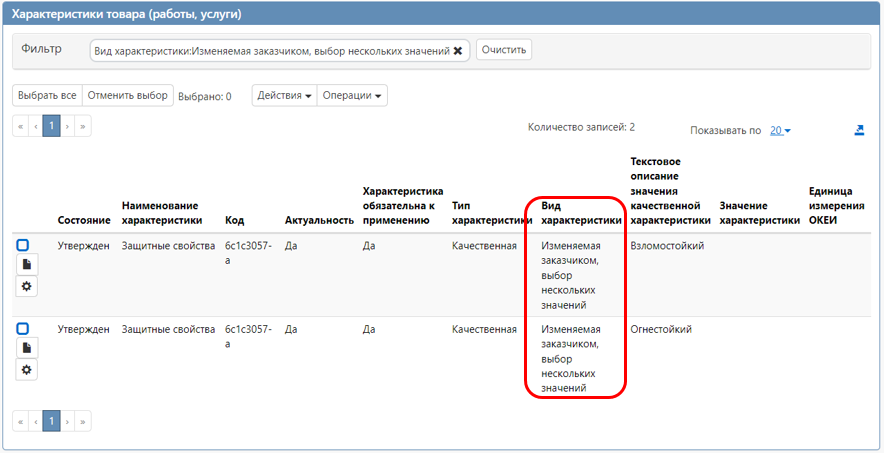 Характеристики товара (работы, услуги)
Фильтр
Вид характеристики:Изменяемая заказчиком, выбор нескольких значений ✖
Очистить
Выбрать все Отменить выбор Выбрано: 0 Действия Операции
« ‹ 1 › »
Количество записей: 2
Показывать по 20
Состояние
Наименование
характеристики
Код
Актуальность
Характеристика
обязательна к
применению
Тип
характеристики
Вид
характеристики
Текстовое
описание
значения
качественной
характеристики
Значение
характеристики
Единица
измерения
ОКЕИ
Утвержден
Защитные свойства
6c1c3057-
a
Да
Да
Качественная
Изменяемая
заказчиком,
выбор
нескольких
значений
Взломостойкий
Утвержден
Защитные свойства
6c1c3057-
a
Да
Да
Качественная
Изменяемая
заказчиком,
выбор
нескольких
значений
Огнестойкий
« ‹ 1 › »